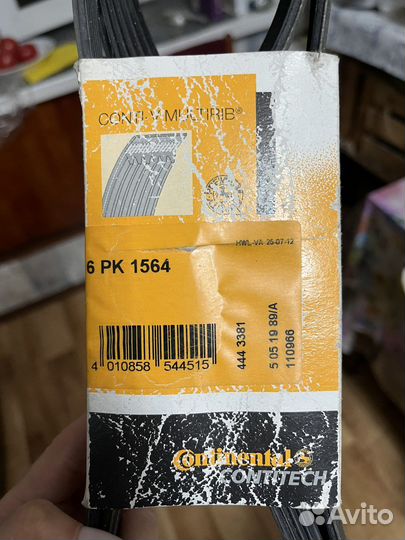 CONTI-V MULTIRIB®
HWL-VA 25-07-12
6 PK 1564
4 010858 544515
444 3381
5 05 19 89/A
110966
Continental
CONTITECH
Avito